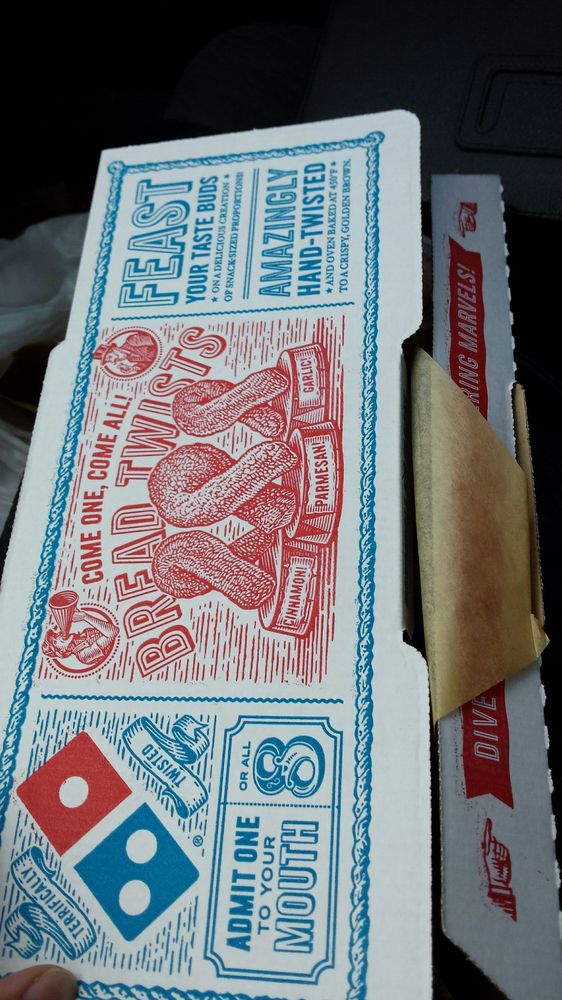 FEAST
YOUR TASTE BUDS
★ ON A DELICIOUS CREATION ★
OF SNACK-SIZED PROPORTIONS!
AMAZINGLY
HAND-TWISTED
★ AND OVEN BAKED AT 450°F ★
TO A CRISPY, GOLDEN BROWN.
COME ONE, COME ALL!
BREAD TWISTS
GARLIC!
PARMESAN!
CINNAMON!
TWISTED
TERRIFICALLY
®
OR ALL
8
ADMIT ONE
TO YOUR
MOUTH
MARVELS!